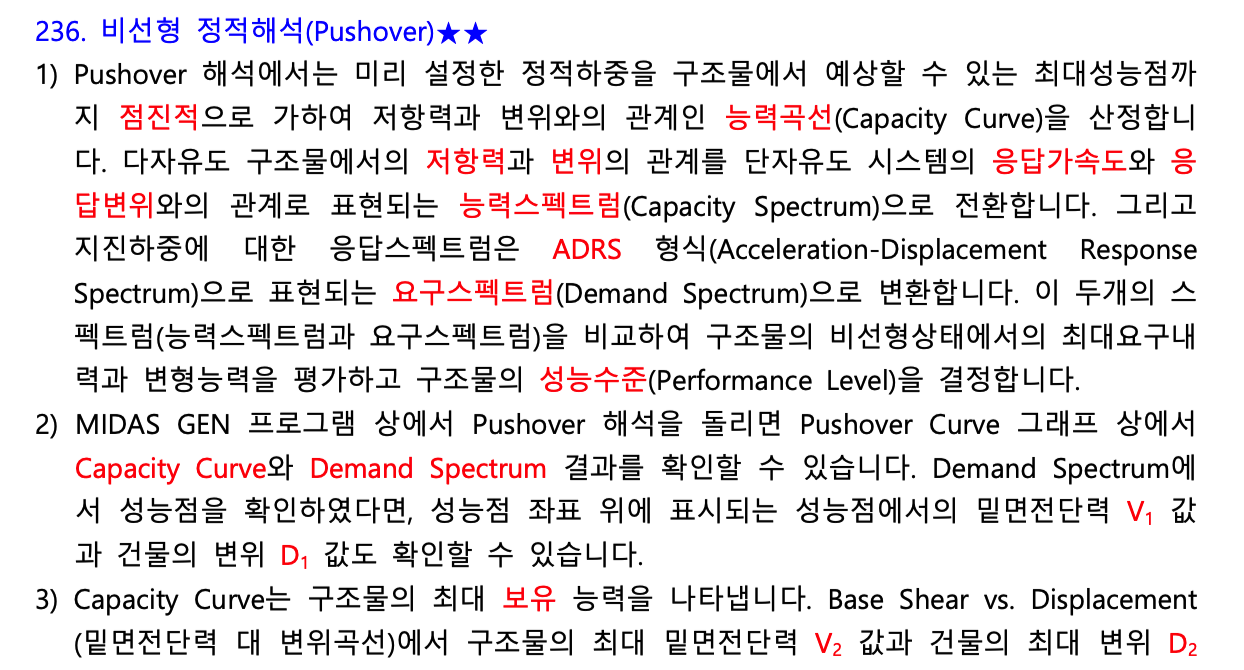 236. 비선형 정적해석(Pushover)★★
1) Pushover 해석에서는 미리 설정한 정적하중을 구조물에서 예상할 수 있는 최대성능점까
지 점진적으로 가하여 저항력과 변위와의 관계인 능력곡선(Capacity Curve)을 산정합니
다. 다자유도 구조물에서의 저항력과 변위의 관계를 단자유도 시스템의 응답가속도와 응
답변위와의 관계로 표현되는 능력스펙트럼(Capacity Spectrum)으로 전환합니다. 그리고
지진하중에 대한 응답스펙트럼은 ADRS 형식(Acceleration-Displacement Response
Spectrum)으로 표현되는 요구스펙트럼(Demand Spectrum)으로 변환합니다. 이 두개의 스
펙트럼(능력스펙트럼과 요구스펙트럼)을 비교하여 구조물의 비선형상태에서의 최대요구내
력과 변형능력을 평가하고 구조물의 성능수준(Performance Level)을 결정합니다.
2) MIDAS GEN 프로그램 상에서 Pushover 해석을 돌리면 Pushover Curve 그래프 상에서
Capacity Curve와 Demand Spectrum 결과를 확인할 수 있습니다. Demand Spectrum에
서 성능점을 확인하였다면, 성능점 좌표 위에 표시되는 성능점에서의 밑면전단력 V₁ 값
과 건물의 변위 D₁ 값도 확인할 수 있습니다.
3) Capacity Curve는 구조물의 최대 보유 능력을 나타냅니다. Base Shear vs. Displacement
(밑면전단력 대 변위곡선)에서 구조물의 최대 밑면전단력 V₂ 값과 건물의 최대 변위 D₂